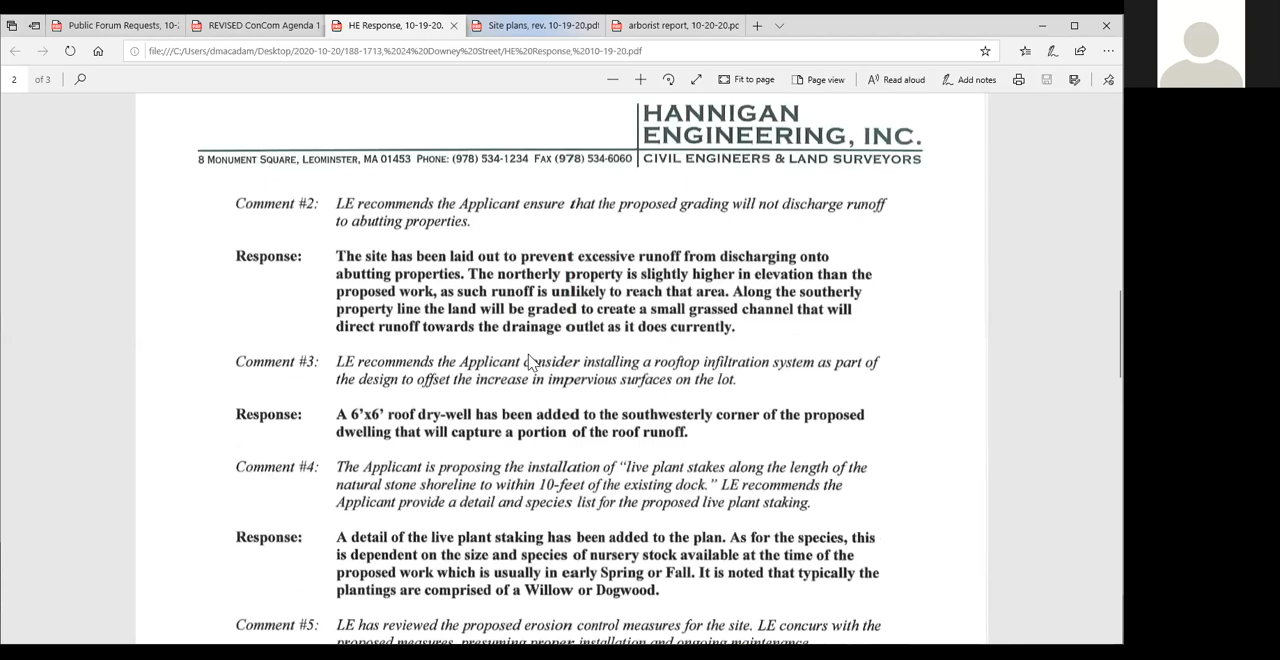 Public Forum Requests, 10-
REVISED ConCom Agenda 1
HE Response, 10-19-20.
Site plans, rev. 10-19-20.pdf
arborist report, 10-20-20.pc
file:///C:/Users/dmacadam/Desktop/2020-10-20/188-1713,%2024%20Downey%20Street/HE%20Response,%2010-19-20.pdf
2 of 3
Fit to page
Page view
Read aloud
Add notes
HANNIGAN
ENGINEERING, INC.
8 MONUMENT SQUARE, LEOMINSTER, MA 01453 PHONE: (978) 534-1234 FAX (978) 534-6060
CIVIL ENGINEERS & LAND SURVEYORS
Comment #2: LE recommends the Applicant ensure that the proposed grading will not discharge runoff
to abutting properties.
Response: The site has been laid out to prevent excessive runoff from discharging onto
abutting properties. The northerly property is slightly higher in elevation than the
proposed work, as such runoff is unlikely to reach that area. Along the southerly
property line the land will be graded to create a small grassed channel that will
direct runoff towards the drainage outlet as it does currently.
Comment #3: LE recommends the Applicant consider installing a rooftop infiltration system as part of
the design to offset the increase in impervious surfaces on the lot.
Response: A 6'x6' roof dry-well has been added to the southwesterly corner of the proposed
dwelling that will capture a portion of the roof runoff.
Comment #4: The Applicant is proposing the installation of "live plant stakes along the length of the
natural stone shoreline to within 10-feet of the existing dock." LE recommends the
Applicant provide a detail and species list for the proposed live plant staking.
Response: A detail of the live plant staking has been added to the plan. As for the species, this
is dependent on the size and species of nursery stock available at the time of the
proposed work which is usually in early Spring or Fall. It is noted that typically the
plantings are comprised of a Willow or Dogwood.
Comment #5: LE has reviewed the proposed erosion control measures for the site. LE concurs with the
proposed measures, presuming proper installation and ongoing maintenance.